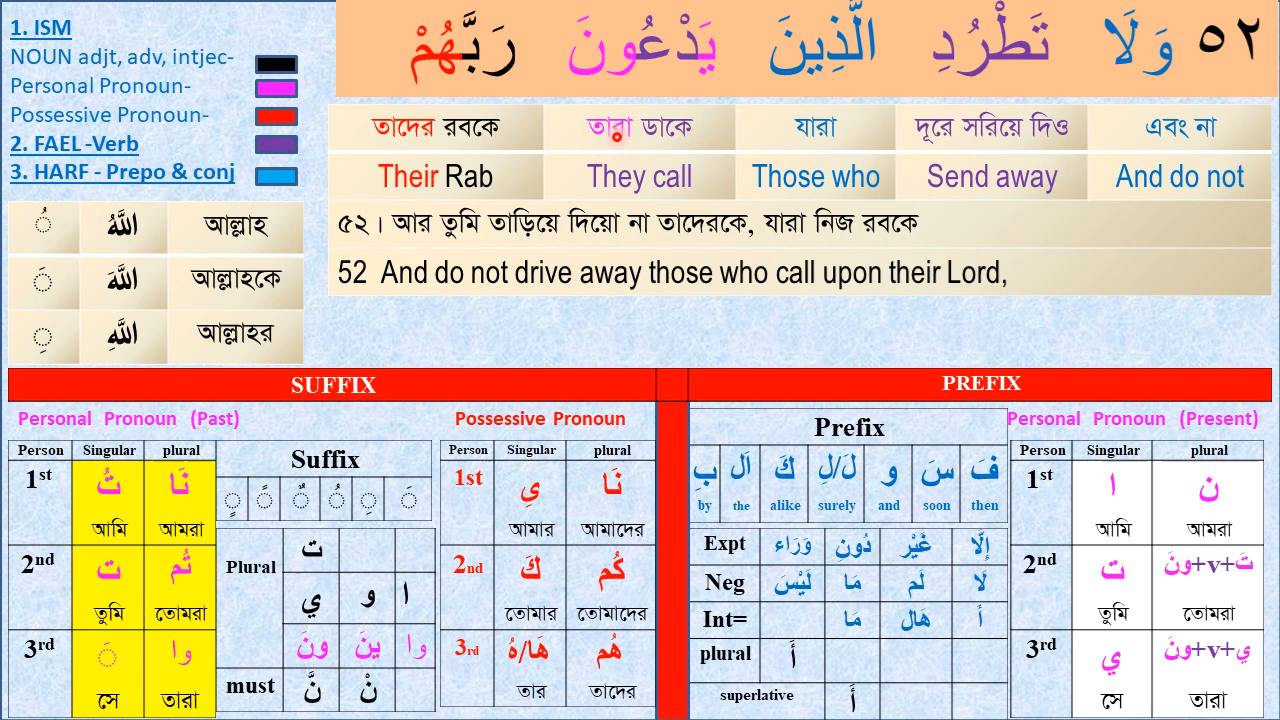 1. ISM
NOUN adjt, adv, intjec-
Personal Pronoun-
Possessive Pronoun-
2. FAEL -Verb
3. HARF - Prepo & conj
٥٢ وَلَا تَطْرُدِ الَّذِينَ يَدْعُونَ رَبَّهُمْ
তাদের রবকে তারা ডাকে যারা দূরে সরিয়ে দিও এবং না
Their Rab They call Those who Send away And do not
৫২। আর তুমি তাড়িয়ে দিয়ো না তাদেরকে, যারা নিজ রবকে
52 And do not drive away those who call upon their Lord,
ُ اللَّهُ আল্লাহ
َ اللَّهَ আল্লাহকে
ِ اللَّهِ আল্লাহর
SUFFIX
Personal Pronoun (Past)
Person Singular plural
1st تُ نَا
আমি আমরা
2nd ت تُم
তুমি তোমরা
3rd َ وا
সে তারা
Suffix
ٍ ً ٌ ُ ِ َ
Plural ت
ي و ا
ونَ ينَ وا
must نَّ نْ
Possessive Pronoun
Person Singular plural
1st ىِ نَا
আমার আমাদের
2nd كَ كُم
তোমার তোমাদের
3rd هَا/هُ هُم
তার তাদের
PREFIX
Prefix
بِ اَل كَ لَ/لِ و سَ فَ
by the alike surely and soon then
Expt وَرَاء دُونِ غَيْر إِلَّا
Neg لَيْسَ مَا لَم لَا
Int= مَا هَال أَ
plural أَ
superlative أَ
Personal Pronoun (Present)
Person Singular plural
1st ا ن
আমি আমরা
2nd ت تَ+v+ونَ
তুমি তোমরা
3rd ي ي+v+ونَ
সে তারা